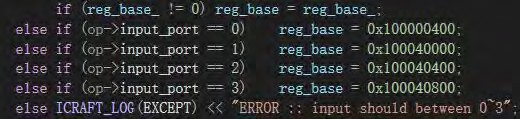 if (reg_base_ != 0) reg_base = reg_base_;
else if (op->input_port == 0) reg_base = 0x100000400;
else if (op->input_port == 1) reg_base = 0x100040000;
else if (op->input_port == 2) reg_base = 0x100040400;
else if (op->input_port == 3) reg_base = 0x100040800;
else ICRAFT_LOG(EXCEPT) << "ERROR :: input should between 0~3";